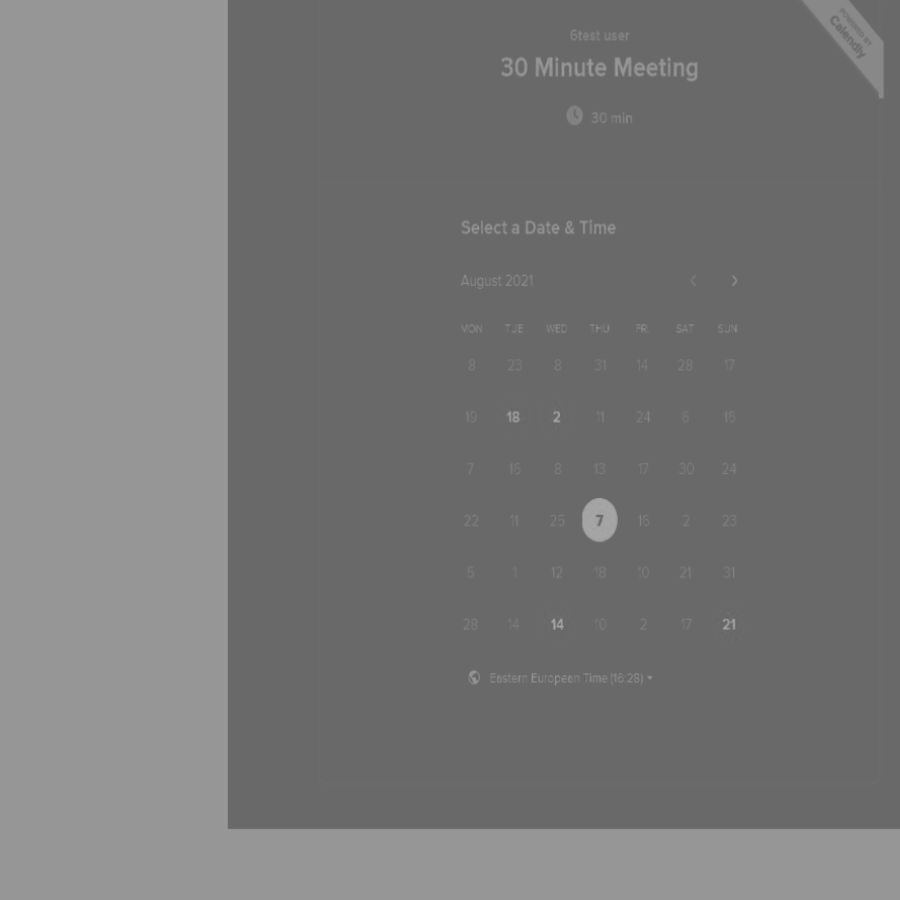 POWERED BY
Calendly
6test user
30 Minute Meeting
30 min
Select a Date & Time
August 2021
MON TUE WED THU FRI SAT SUN
8 23 8 31 14 28 17
19 18 2 11 24 6 15
7 16 8 13 17 30 24
22 11 25 7 15 2 23
5 1 12 18 10 21 31
28 14 14 10 2 17 21
Eastern European Time (16:28)